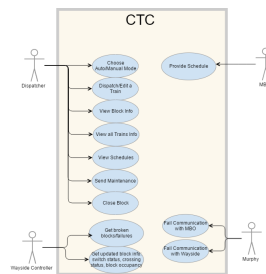 CTC
Choose
Auto/Manual Mode
Provide Schedule
Dispatcher
Dispatch/Edit a
Train
View Block Info
View all Trains Info
View Schedules
Send Maintenance
Close Block
Get broken
blocks/failures
Fail Communication
with MBO
Wayside Controller
Get updated block info,
switch status, crossing
status, block occupancy
Fail Communication
with Wayside
Murphy